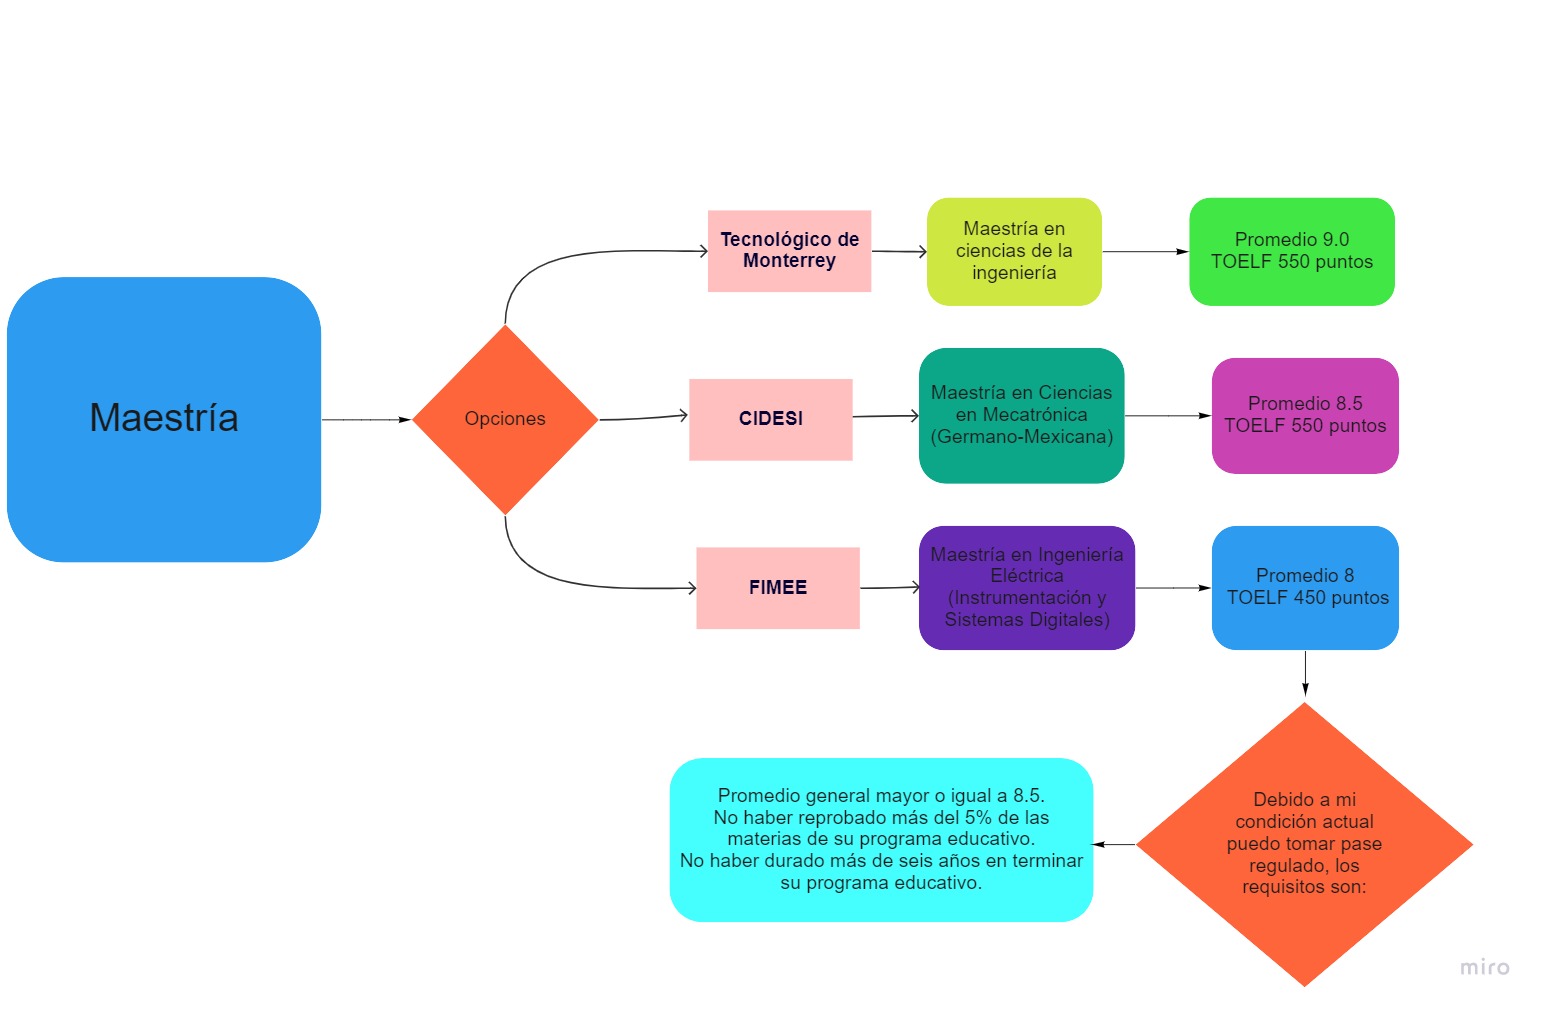 Maestría
Opciones
Tecnológico de
Monterrey
Maestría en
ciencias de la
ingeniería
Promedio 9.0
TOELF 550 puntos
CIDESI
Maestría en Ciencias
en Mecatrónica
(Germano-Mexicana)
Promedio 8.5
TOELF 550 puntos
FIMEE
Maestría en Ingeniería
Eléctrica
(Instrumentación y
Sistemas Digitales)
Promedio 8
TOELF 450 puntos
Debido a mi
condición actual
puedo tomar pase
regulado, los
requisitos son:
Promedio general mayor o igual a 8.5.
No haber reprobado más del 5% de las
materias de su programa educativo.
No haber durado más de seis años en terminar
su programa educativo.
miro